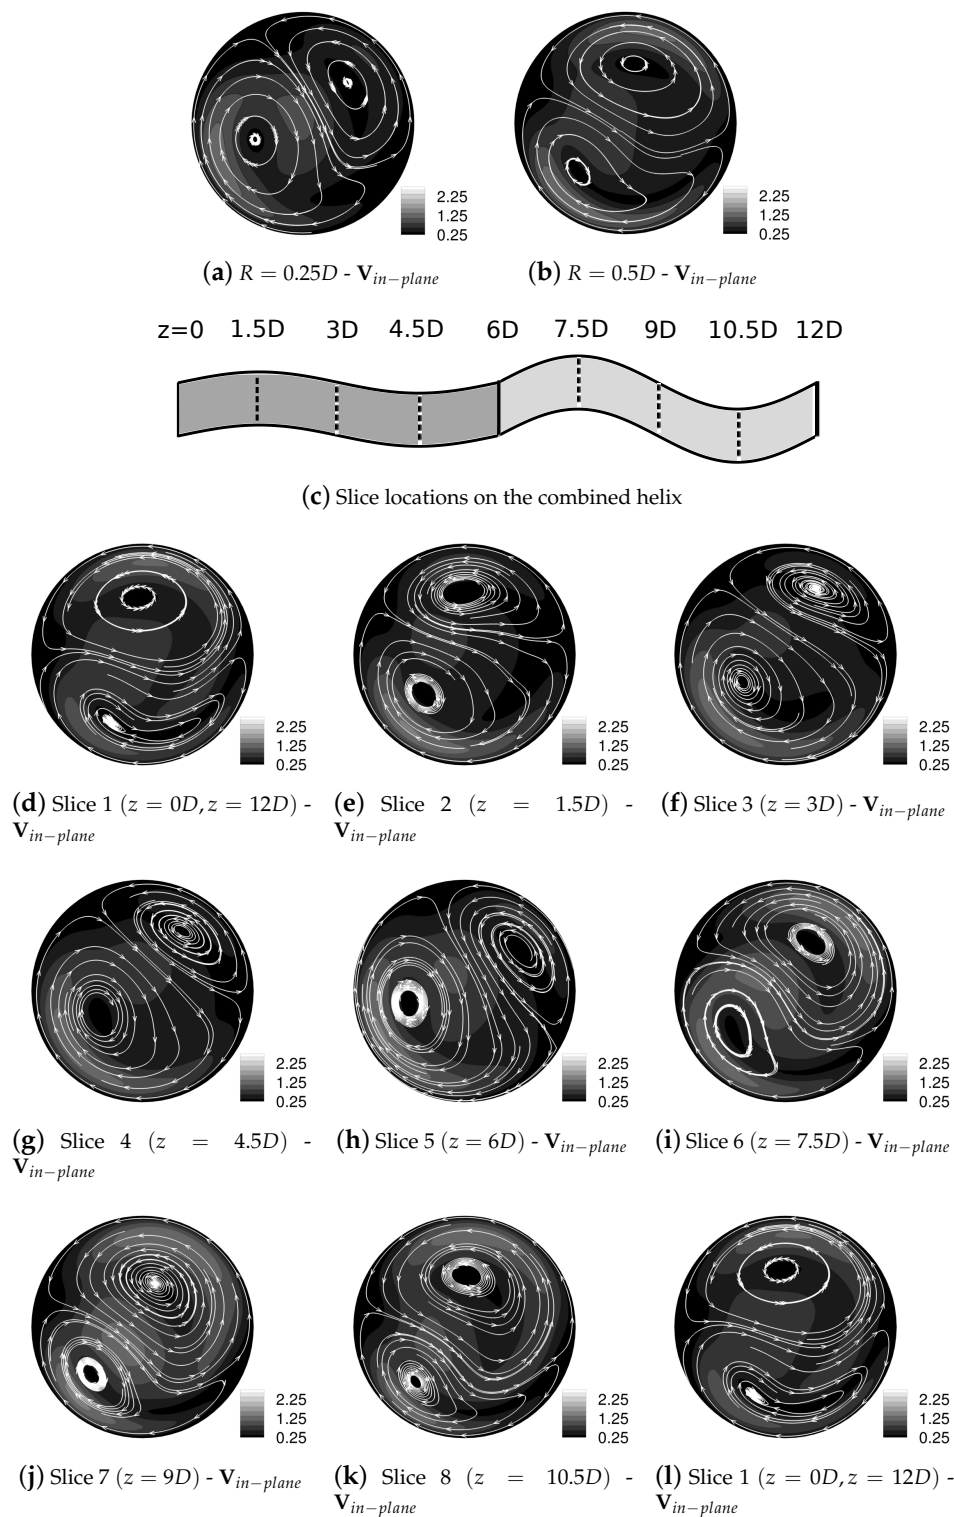 2.25
1.25
0.25
2.25
1.25
0.25
(a) R = 0.25D - V_in−plane
(b) R = 0.5D - V_in−plane
z=0 1.5D 3D 4.5D 6D 7.5D 9D 10.5D 12D
(c) Slice locations on the combined helix
2.25
1.25
0.25
2.25
1.25
0.25
2.25
1.25
0.25
(d) Slice 1 (z = 0D, z = 12D) -
V_in−plane
(e) Slice 2 (z = 1.5D) -
V_in−plane
(f) Slice 3 (z = 3D) - V_in−plane
2.25
1.25
0.25
2.25
1.25
0.25
2.25
1.25
0.25
(g) Slice 4 (z = 4.5D) -
V_in−plane
(h) Slice 5 (z = 6D) - V_in−plane
(i) Slice 6 (z = 7.5D) - V_in−plane
2.25
1.25
0.25
2.25
1.25
0.25
2.25
1.25
0.25
(j) Slice 7 (z = 9D) - V_in−plane
(k) Slice 8 (z = 10.5D) -
V_in−plane
(l) Slice 1 (z = 0D, z = 12D) -
V_in−plane